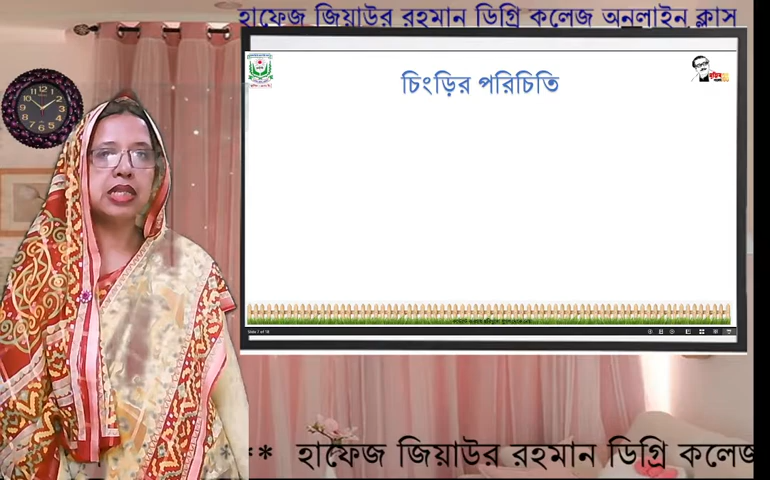 হাফেজ জিয়াউর রহমান ডিগ্রি কলেজ অনলাইন ক্লাস
চিংড়ির পরিচিতি
** হাফেজ জিয়াউর রহমান ডিগ্রি কলেজ